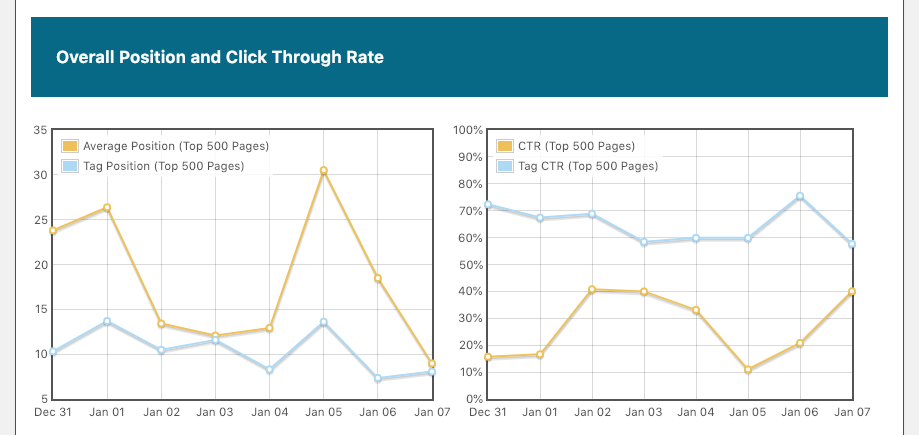 Overall Position and Click Through Rate
35
30
25
20
15
10
5
Average Position (Top 500 Pages)
Tag Position (Top 500 Pages)
Dec 31 Jan 01 Jan 02 Jan 03 Jan 04 Jan 05 Jan 06 Jan 07
100%
90%
80%
70%
60%
50%
40%
30%
20%
10%
0%
CTR (Top 500 Pages)
Tag CTR (Top 500 Pages)
Dec 31 Jan 01 Jan 02 Jan 03 Jan 04 Jan 05 Jan 06 Jan 07